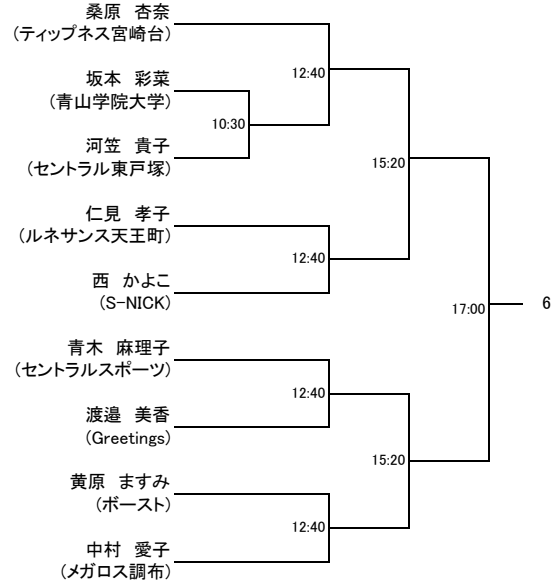 桑原 杏奈
(ティップネス宮崎台)
12:40
坂本 彩菜
(青山学院大学)
10:30
河笠 貴子
(セントラル東戸塚)
15:20
仁見 孝子
(ルネサンス天王町)
12:40
西 かよこ
(S-NICK)
17:00
6
青木 麻理子
(セントラルスポーツ)
12:40
渡邉 美香
(Greetings)
15:20
黄原 ますみ
(ボースト)
12:40
中村 愛子
(メガロス調布)